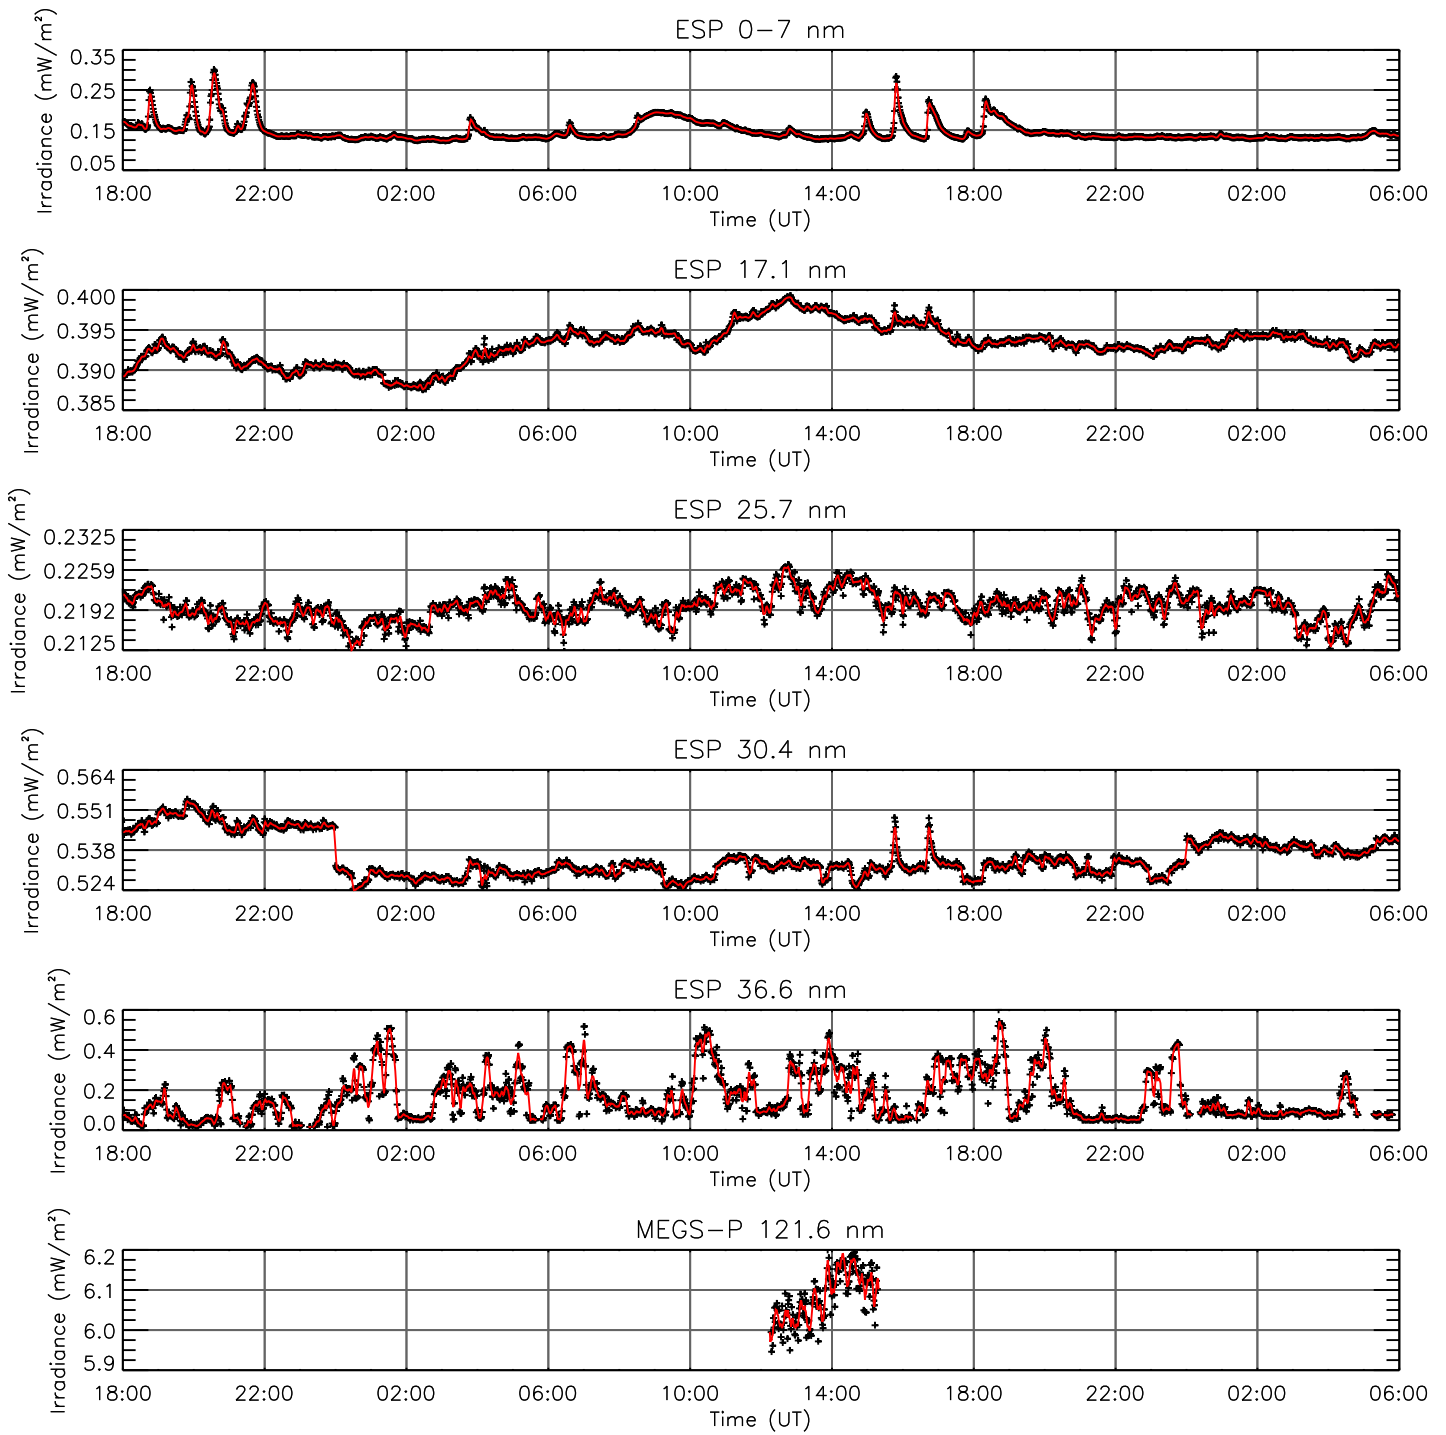 ESP 0-7 nm
Irradiance (mW/m²)
0.35
0.25
0.15
0.05
18:00 22:00 02:00 06:00 10:00 14:00 18:00 22:00 02:00 06:00
Time (UT)
ESP 17.1 nm
Irradiance (mW/m²)
0.400
0.395
0.390
0.385
18:00 22:00 02:00 06:00 10:00 14:00 18:00 22:00 02:00 06:00
Time (UT)
ESP 25.7 nm
Irradiance (mW/m²)
0.2325
0.2259
0.2192
0.2125
18:00 22:00 02:00 06:00 10:00 14:00 18:00 22:00 02:00 06:00
Time (UT)
ESP 30.4 nm
Irradiance (mW/m²)
0.564
0.551
0.538
0.524
18:00 22:00 02:00 06:00 10:00 14:00 18:00 22:00 02:00 06:00
Time (UT)
ESP 36.6 nm
Irradiance (mW/m²)
0.6
0.4
0.2
0.0
18:00 22:00 02:00 06:00 10:00 14:00 18:00 22:00 02:00 06:00
Time (UT)
MEGS-P 121.6 nm
Irradiance (mW/m²)
6.2
6.1
6.0
5.9
18:00 22:00 02:00 06:00 10:00 14:00 18:00 22:00 02:00 06:00
Time (UT)